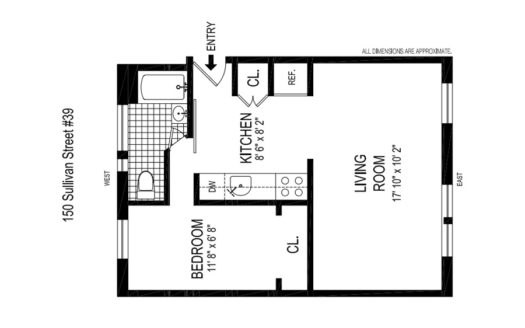 ENTRY
ALL DIMENSIONS ARE APPROXIMATE.
CL.
REF.
150 Sullivan Street #39
KITCHEN
8' 6" x 8' 2"
WEST
DW
LIVING
ROOM
17' 10" x 10' 2"
EAST
BEDROOM
11' 8" x 6' 8"
CL.